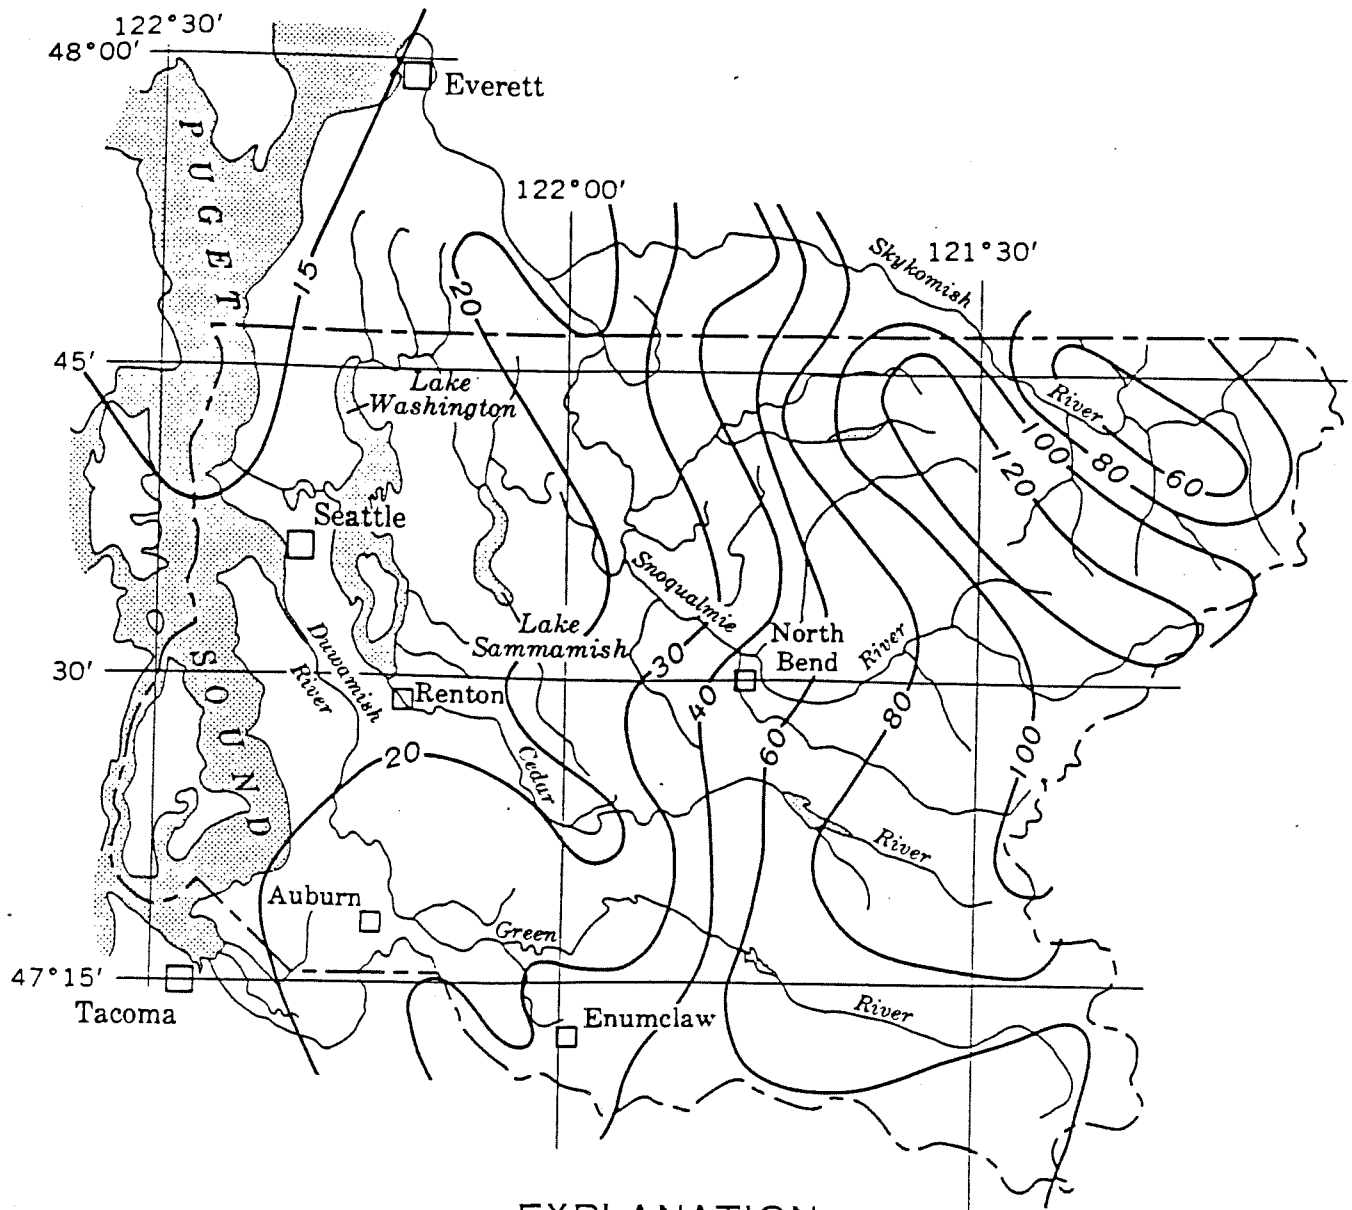 122°30'
48°00'
Everett
PUGET
122°00'
Skykomish
121°30'
15
20
45'
Lake
Washington
River
100
80
60
120
Seattle
Snoqualmie
Lake
Sammamish
North
Bend
River
Duwamish
River
SOUND
30'
30
Renton
40
60
80
100
20
Cedar
River
Auburn
Green
47°15'
Tacoma
Enumclaw
River
EXPLANATION